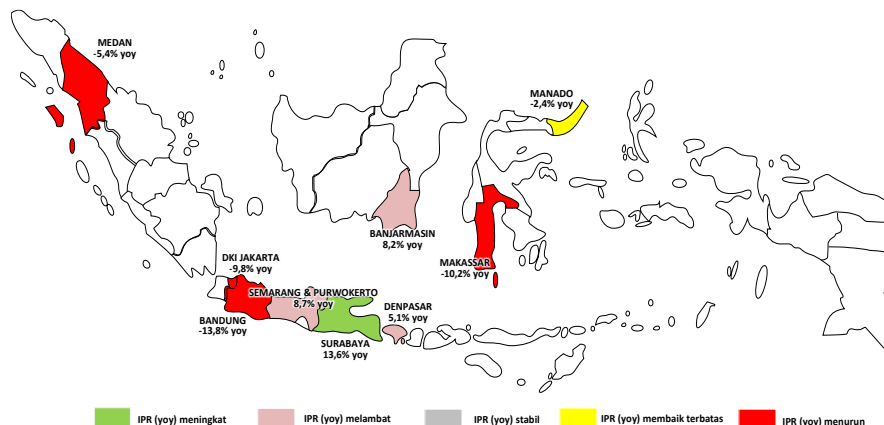 MEDAN
-5,4% yoy
MANADO
-2,4% yoy
BANJARMASIN
8,2% yoy
MAKASSAR
-10,2% yoy
DKI JAKARTA
-9,8% yoy
SEMARANG & PURWOKERTO
8,7% yoy
DENPASAR
5,1% yoy
BANDUNG
-13,8% yoy
SURABAYA
13,6% yoy
IPR (yoy) meningkat
IPR (yoy) melambat
IPR (yoy) stabil
IPR (yoy) membaik terbatas
IPR (yoy) menurun